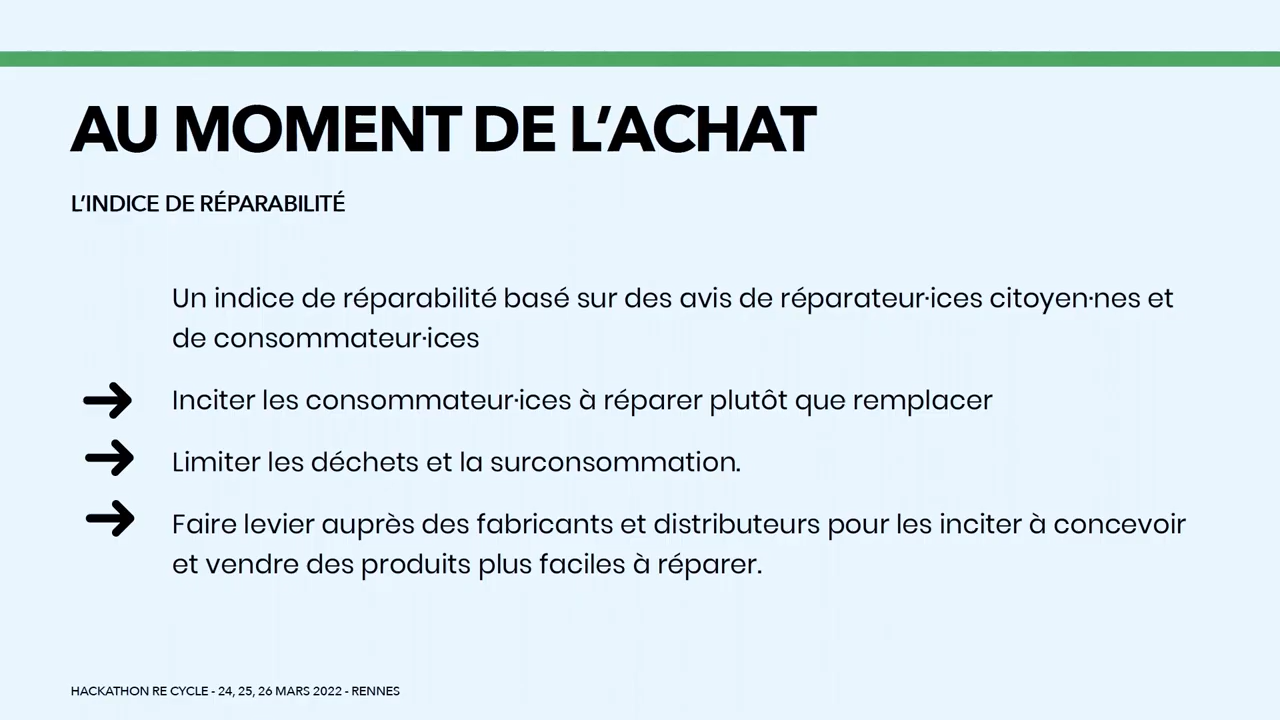 AU MOMENT DE L’ACHAT
L’INDICE DE RÉPARABILITÉ
Un indice de réparabilité basé sur des avis de réparateur·ices citoyen·nes et
de consommateur·ices
Inciter les consommateur·ices à réparer plutôt que remplacer
Limiter les déchets et la surconsommation.
Faire levier auprès des fabricants et distributeurs pour les inciter à concevoir
et vendre des produits plus faciles à réparer.
HACKATHON RE CYCLE - 24, 25, 26 MARS 2022 - RENNES